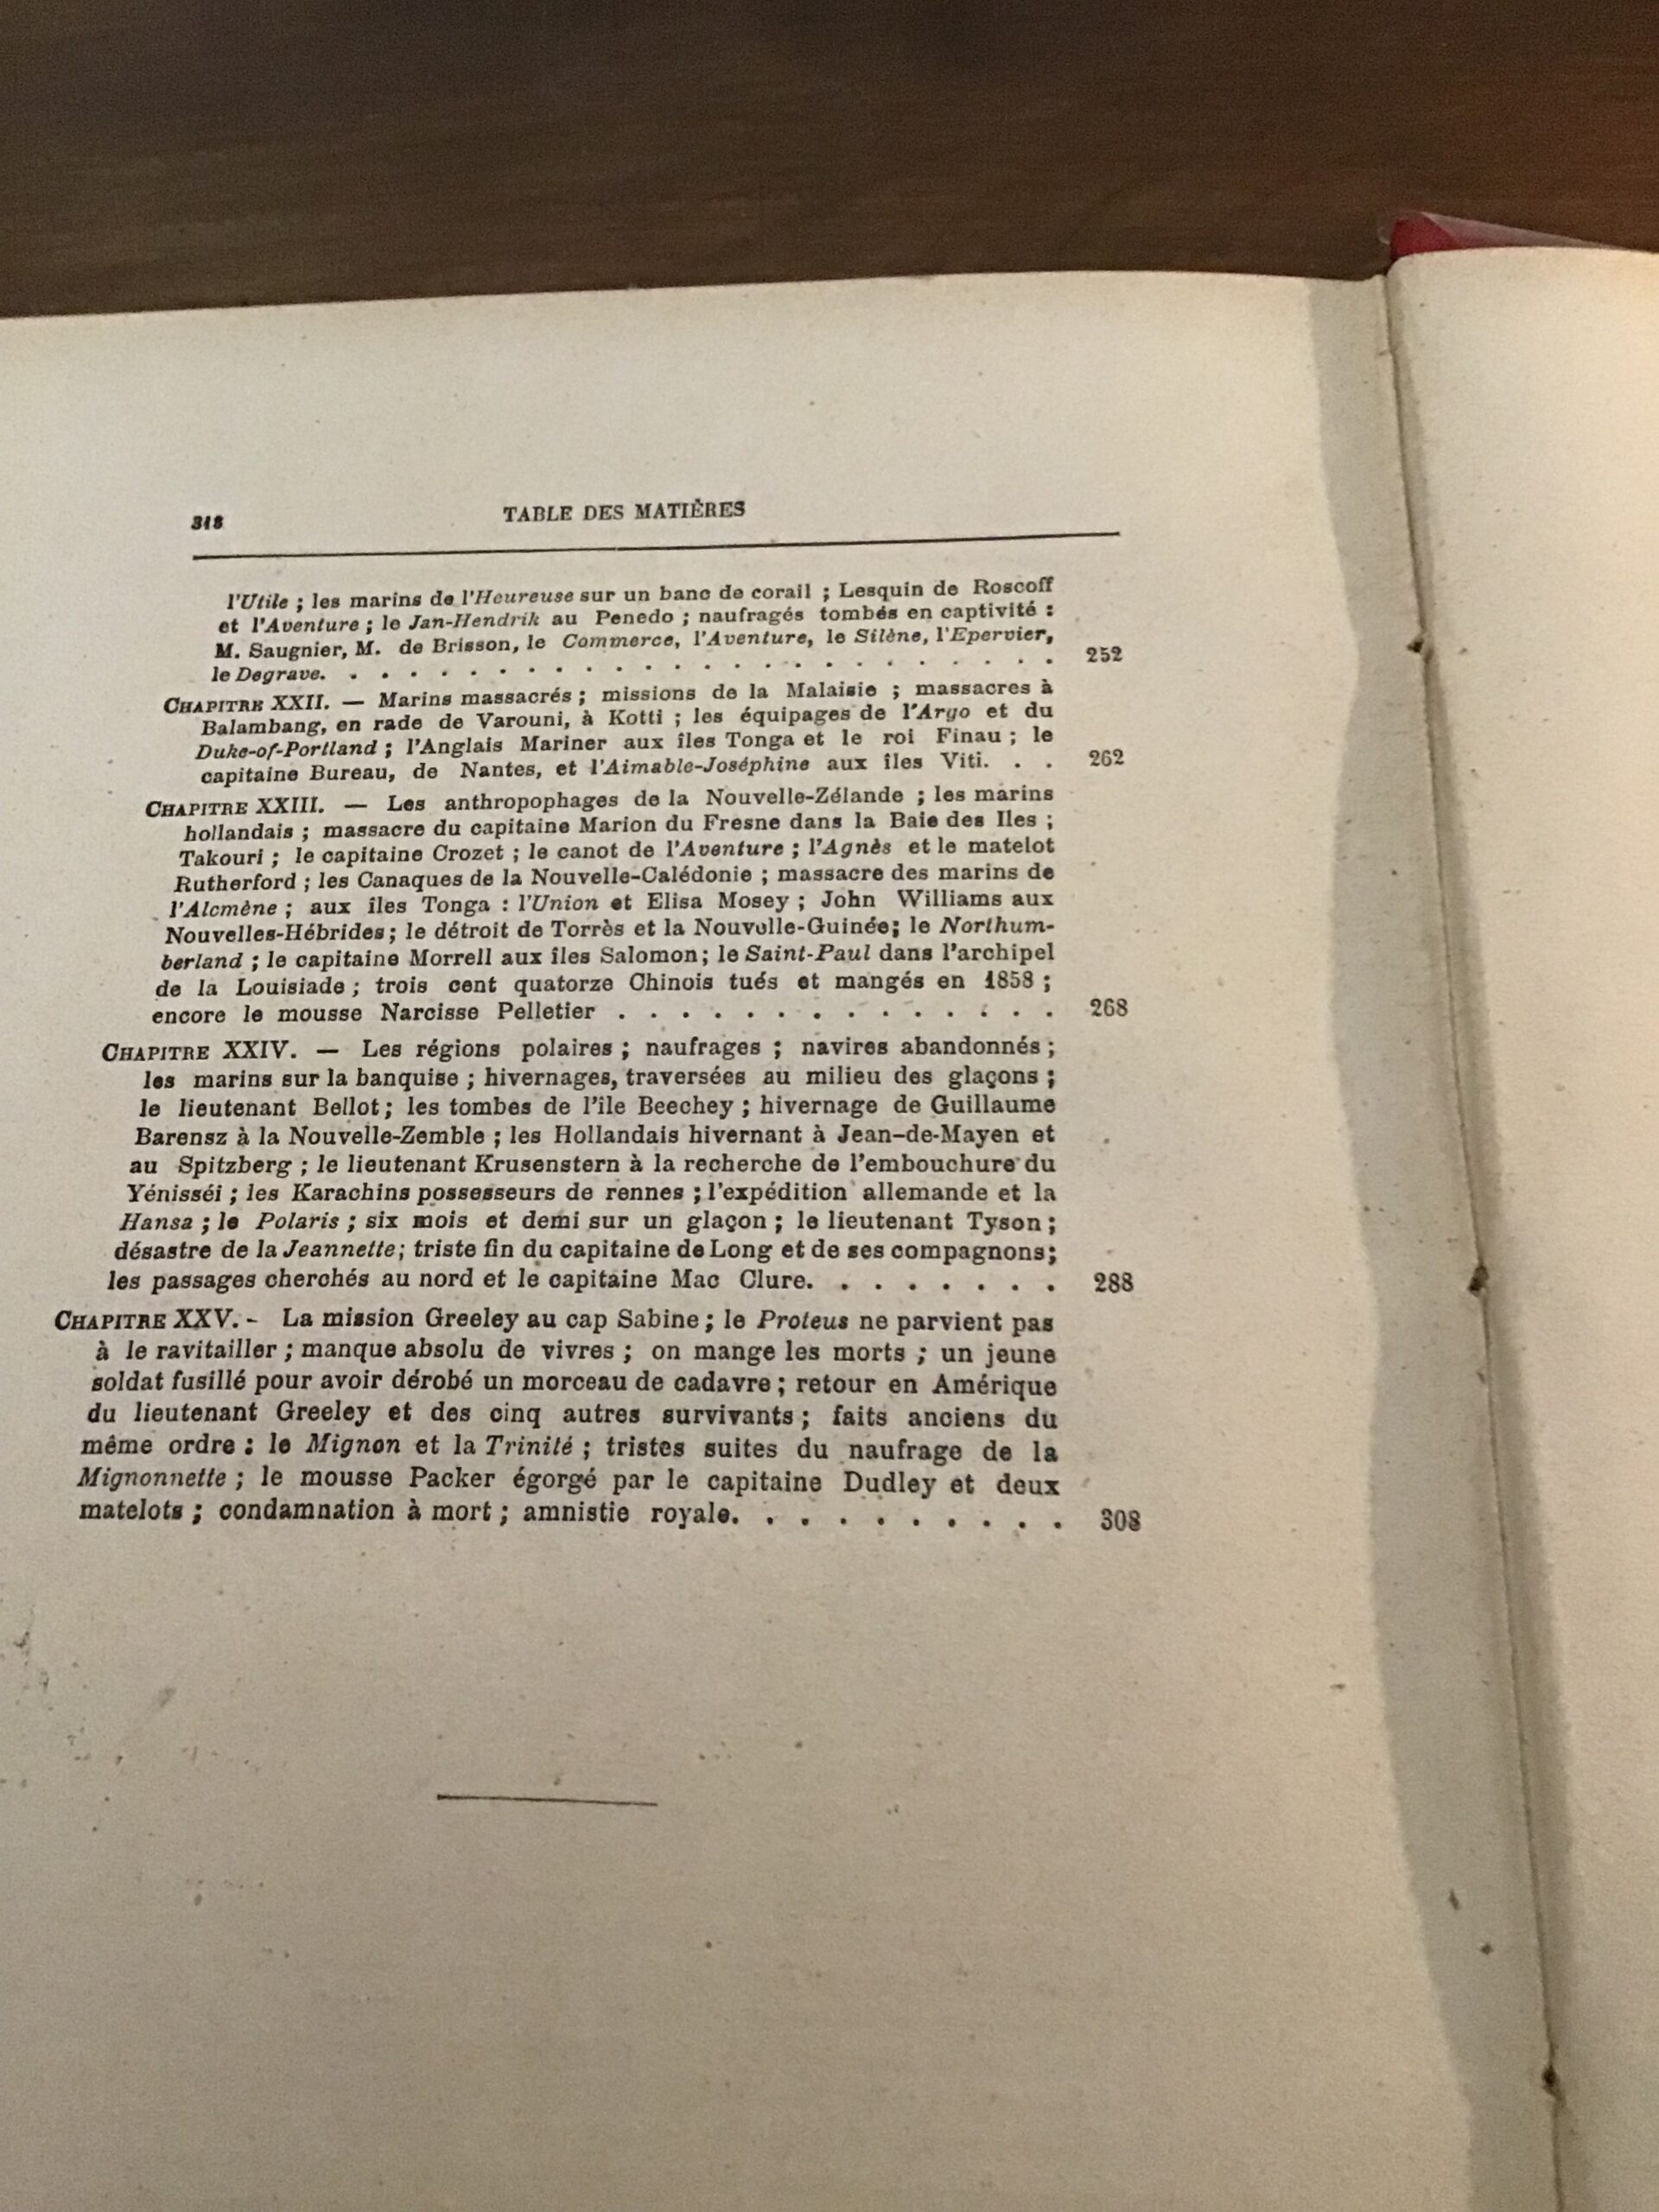 318 TABLE DES MATIÈRES
l'Utile ; les marins de l'Heureuse sur un banc de corail ; Lesquin de Roscoff
et l'Aventure ; le Jan-Hendrik au Penedo ; naufragés tombés en captivité :
M. Saugnier, M. de Brisson, le Commerce, l'Aventure, le Silène, l'Epervier,
le Degrave. . . . . . . . . . . . . . . . . . . . . . . . . 252
CHAPITRE XXII. — Marins massacrés ; missions de la Malaisie ; massacres à
Balambang, en rade de Varouni, à Kotti ; les équipages de l'Argo et du
Duke-of-Portland ; l'Anglais Mariner aux îles Tonga et le roi Finau ; le
capitaine Bureau, de Nantes, et l'Aimable-Joséphine aux îles Viti. . . 262
CHAPITRE XXIII. — Les anthropophages de la Nouvelle-Zélande ; les marins
hollandais ; massacre du capitaine Marion du Fresne dans la Baie des Iles ;
Takouri ; le capitaine Crozet ; le canot de l'Aventure ; l'Agnès et le matelot
Rutherford ; les Canaques de la Nouvelle-Calédonie ; massacre des marins de
l'Alcmène ; aux îles Tonga : l'Union et Elisa Mosey ; John Williams aux
Nouvelles-Hébrides ; le détroit de Torrès et la Nouvelle-Guinée; le Northum-
berland ; le capitaine Morrell aux îles Salomon; le Saint-Paul dans l'archipel
de la Louisiade ; trois cent quatorze Chinois tués et mangés en 1858 ;
encore le mousse Narcisse Pelletier . . . . . . . . . . . . . . 268
CHAPITRE XXIV. — Les régions polaires ; naufrages ; navires abandonnés ;
les marins sur la banquise ; hivernages, traversées au milieu des glaçons ;
le lieutenant Bellot ; les tombes de l'ile Beechey ; hivernage de Guillaume
Barensz à la Nouvelle-Zemble ; les Hollandais hivernant à Jean-de-Mayen et
au Spitzberg ; le lieutenant Krusenstern à la recherche de l'embouchure du
Yénisséi ; les Karachins possesseurs de rennes ; l'expédition allemande et la
Hansa ; le Polaris ; six mois et demi sur un glaçon ; le lieutenant Tyson ;
désastre de la Jeannette; triste fin du capitaine de Long et de ses compagnons;
les passages cherchés au nord et le capitaine Mac Clure. . . . . . . . 288
CHAPITRE XXV. - La mission Greeley au cap Sabine ; le Proteus ne parvient pas
à le ravitailler ; manque absolu de vivres ; on mange les morts ; un jeune
soldat fusillé pour avoir dérobé un morceau de cadavre ; retour en Amérique
du lieutenant Greeley et des cinq autres survivants ; faits anciens du
même ordre : le Mignon et la Trinité ; tristes suites du naufrage de la
Mignonnette ; le mousse Packer égorgé par le capitaine Dudley et deux
matelots ; condamnation à mort ; amnistie royale. . . . . . . . . . 308